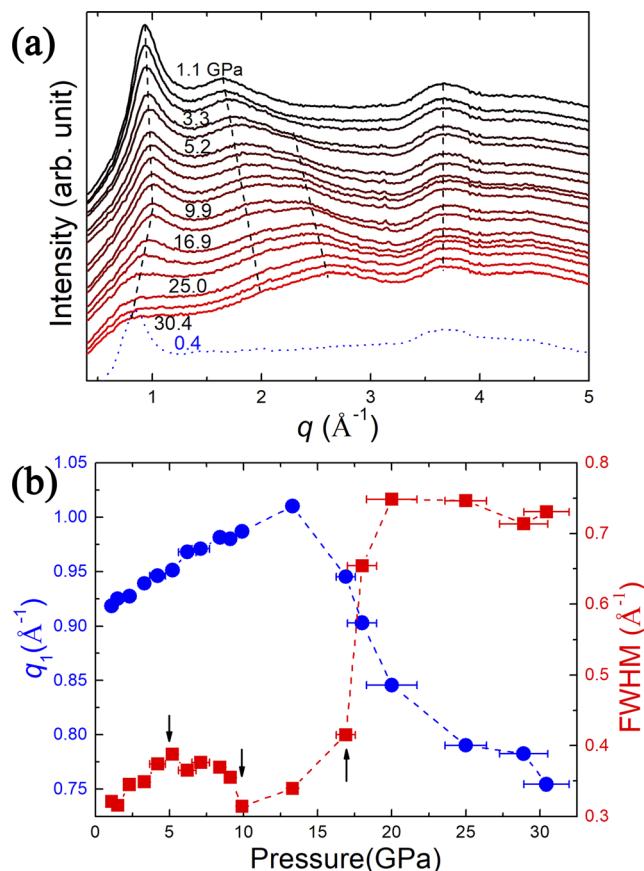 (a)
Intensity (arb. unit)
1.1 GPa
3.3
5.2
9.9
16.9
25.0
30.4
0.4
1 2 3 4 5
q (Å⁻¹)
(b)
1.05
1.00
0.95
0.90
0.85
0.80
0.75
q₁(Å⁻¹)
0.8
0.7
0.6
0.5
0.4
0.3
FWHM (Å⁻¹)
0 5 10 15 20 25 30
Pressure(GPa)